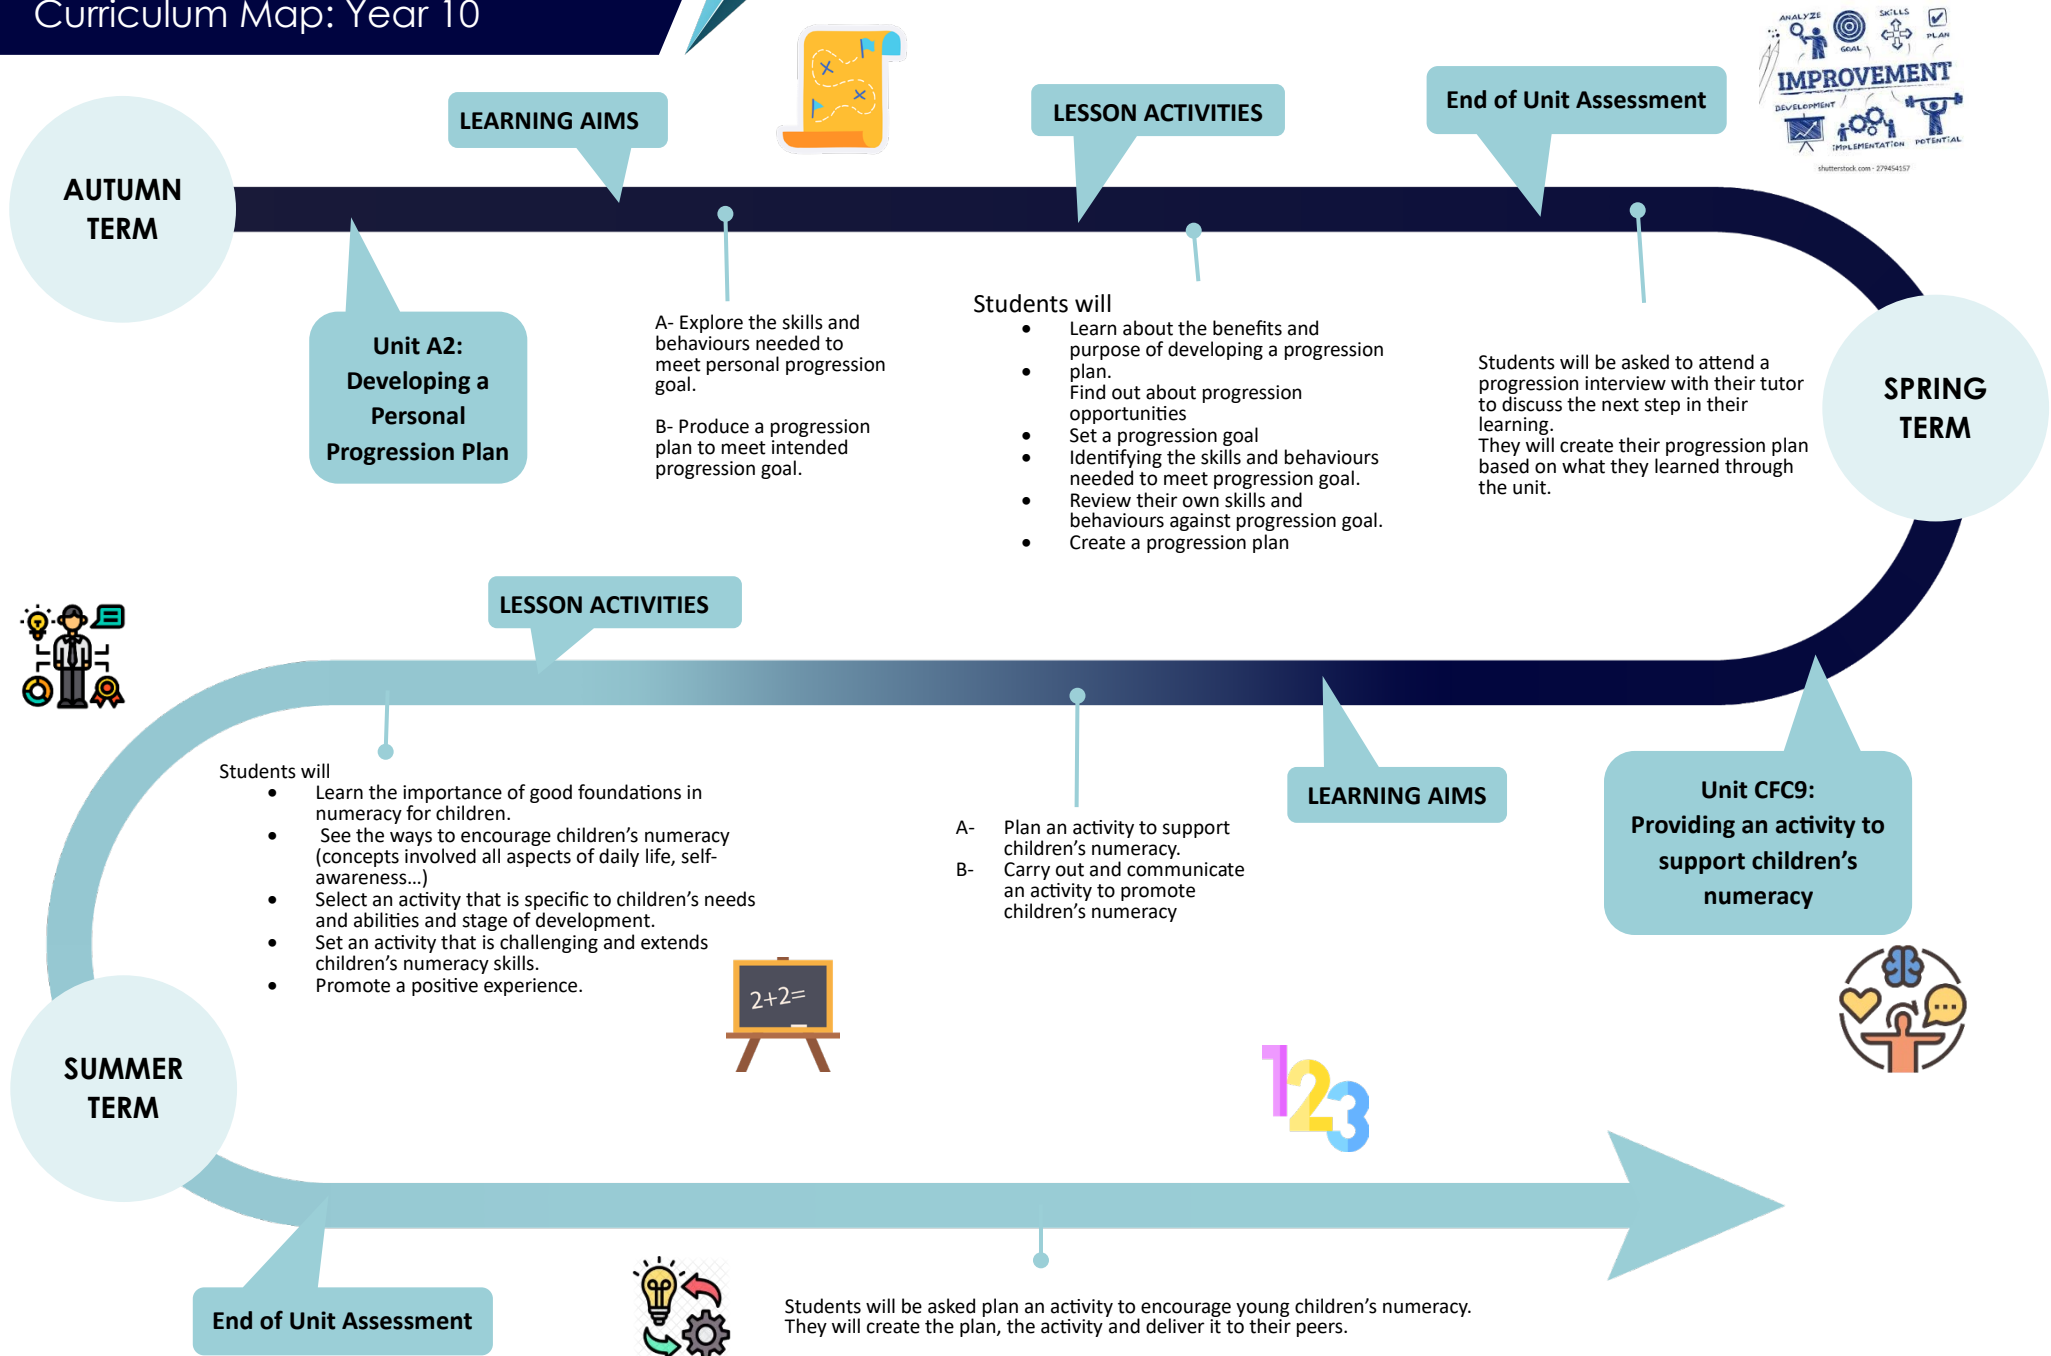 Curriculum Map: Year 10
ANALYZE
SKILLS
GOAL
PLAN
IMPROVEMENT
DEVELOPMENT
IMPLEMENTATION
POTENTIAL
shutterstock.com · 279454157
AUTUMN
TERM
LEARNING AIMS
LESSON ACTIVITIES
End of Unit Assessment
Unit A2:
Developing a
Personal
Progression Plan
A- Explore the skills and
behaviours needed to
meet personal progression
goal.
B- Produce a progression
plan to meet intended
progression goal.
Students will
• Learn about the benefits and
purpose of developing a progression
• plan.
Find out about progression
opportunities
• Set a progression goal
• Identifying the skills and behaviours
needed to meet progression goal.
• Review their own skills and
behaviours against progression goal.
• Create a progression plan
Students will be asked to attend a
progression interview with their tutor
to discuss the next step in their
learning.
They will create their progression plan
based on what they learned through
the unit.
SPRING
TERM
Unit CFC9:
Providing an activity to
support children's
numeracy
LEARNING AIMS
A- Plan an activity to support
children's numeracy.
B- Carry out and communicate
an activity to promote
children's numeracy
LESSON ACTIVITIES
Students will
• Learn the importance of good foundations in
numeracy for children.
• See the ways to encourage children's numeracy
(concepts involved all aspects of daily life, self-
awareness...)
• Select an activity that is specific to children's needs
and abilities and stage of development.
• Set an activity that is challenging and extends
children's numeracy skills.
• Promote a positive experience.
2+2=
123
SUMMER
TERM
End of Unit Assessment
Students will be asked plan an activity to encourage young children's numeracy.
They will create the plan, the activity and deliver it to their peers.